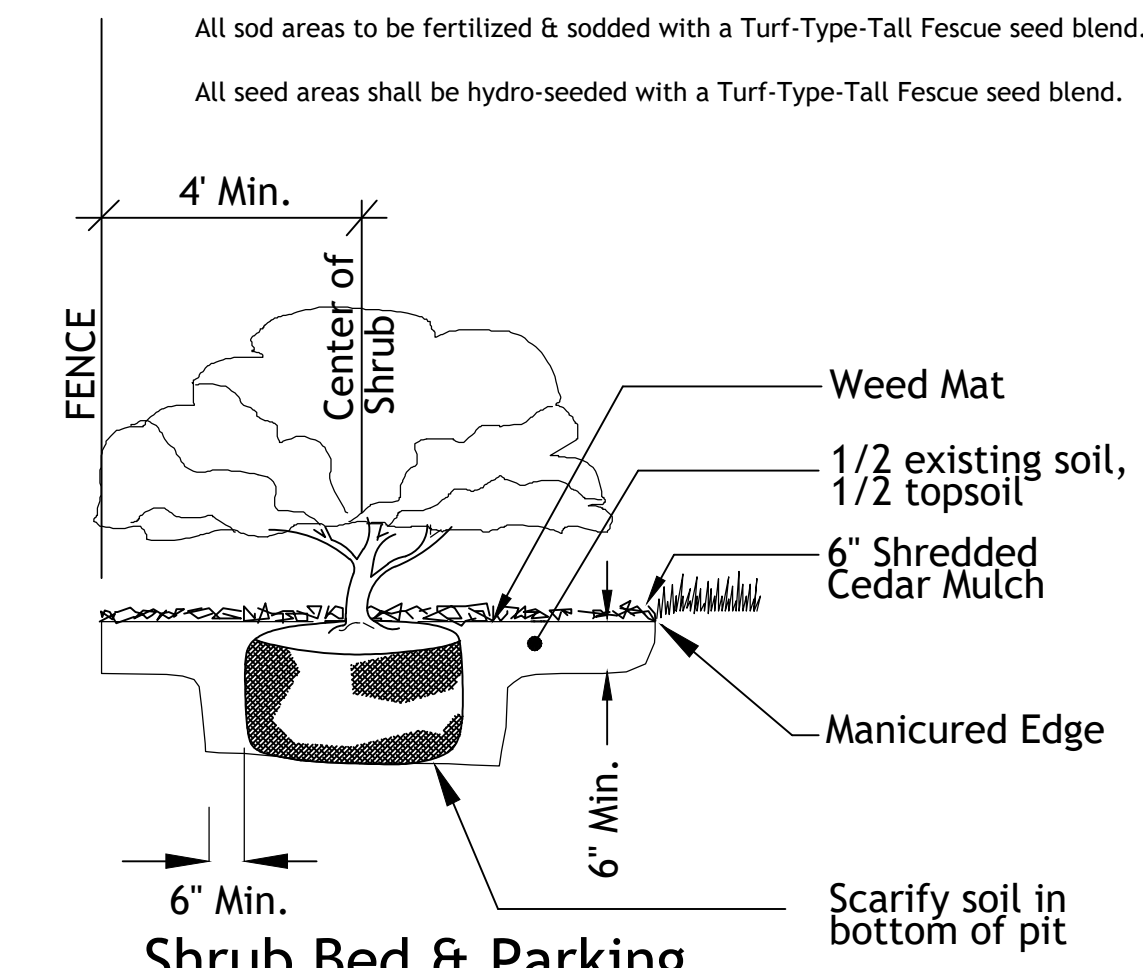 All sod areas to be fertilized & sodded with a Turf-Type-Tall Fescue seed blend.
All seed areas shall be hydro-seeded with a Turf-Type-Tall Fescue seed blend.
4' Min.
FENCE
Center of
Shrub
Weed Mat
1/2 existing soil,
1/2 topsoil
6" Shredded
Cedar Mulch
Manicured Edge
6" Min.
6" Min.
Scarify soil in
bottom of pit
Shrub Bed & Parking